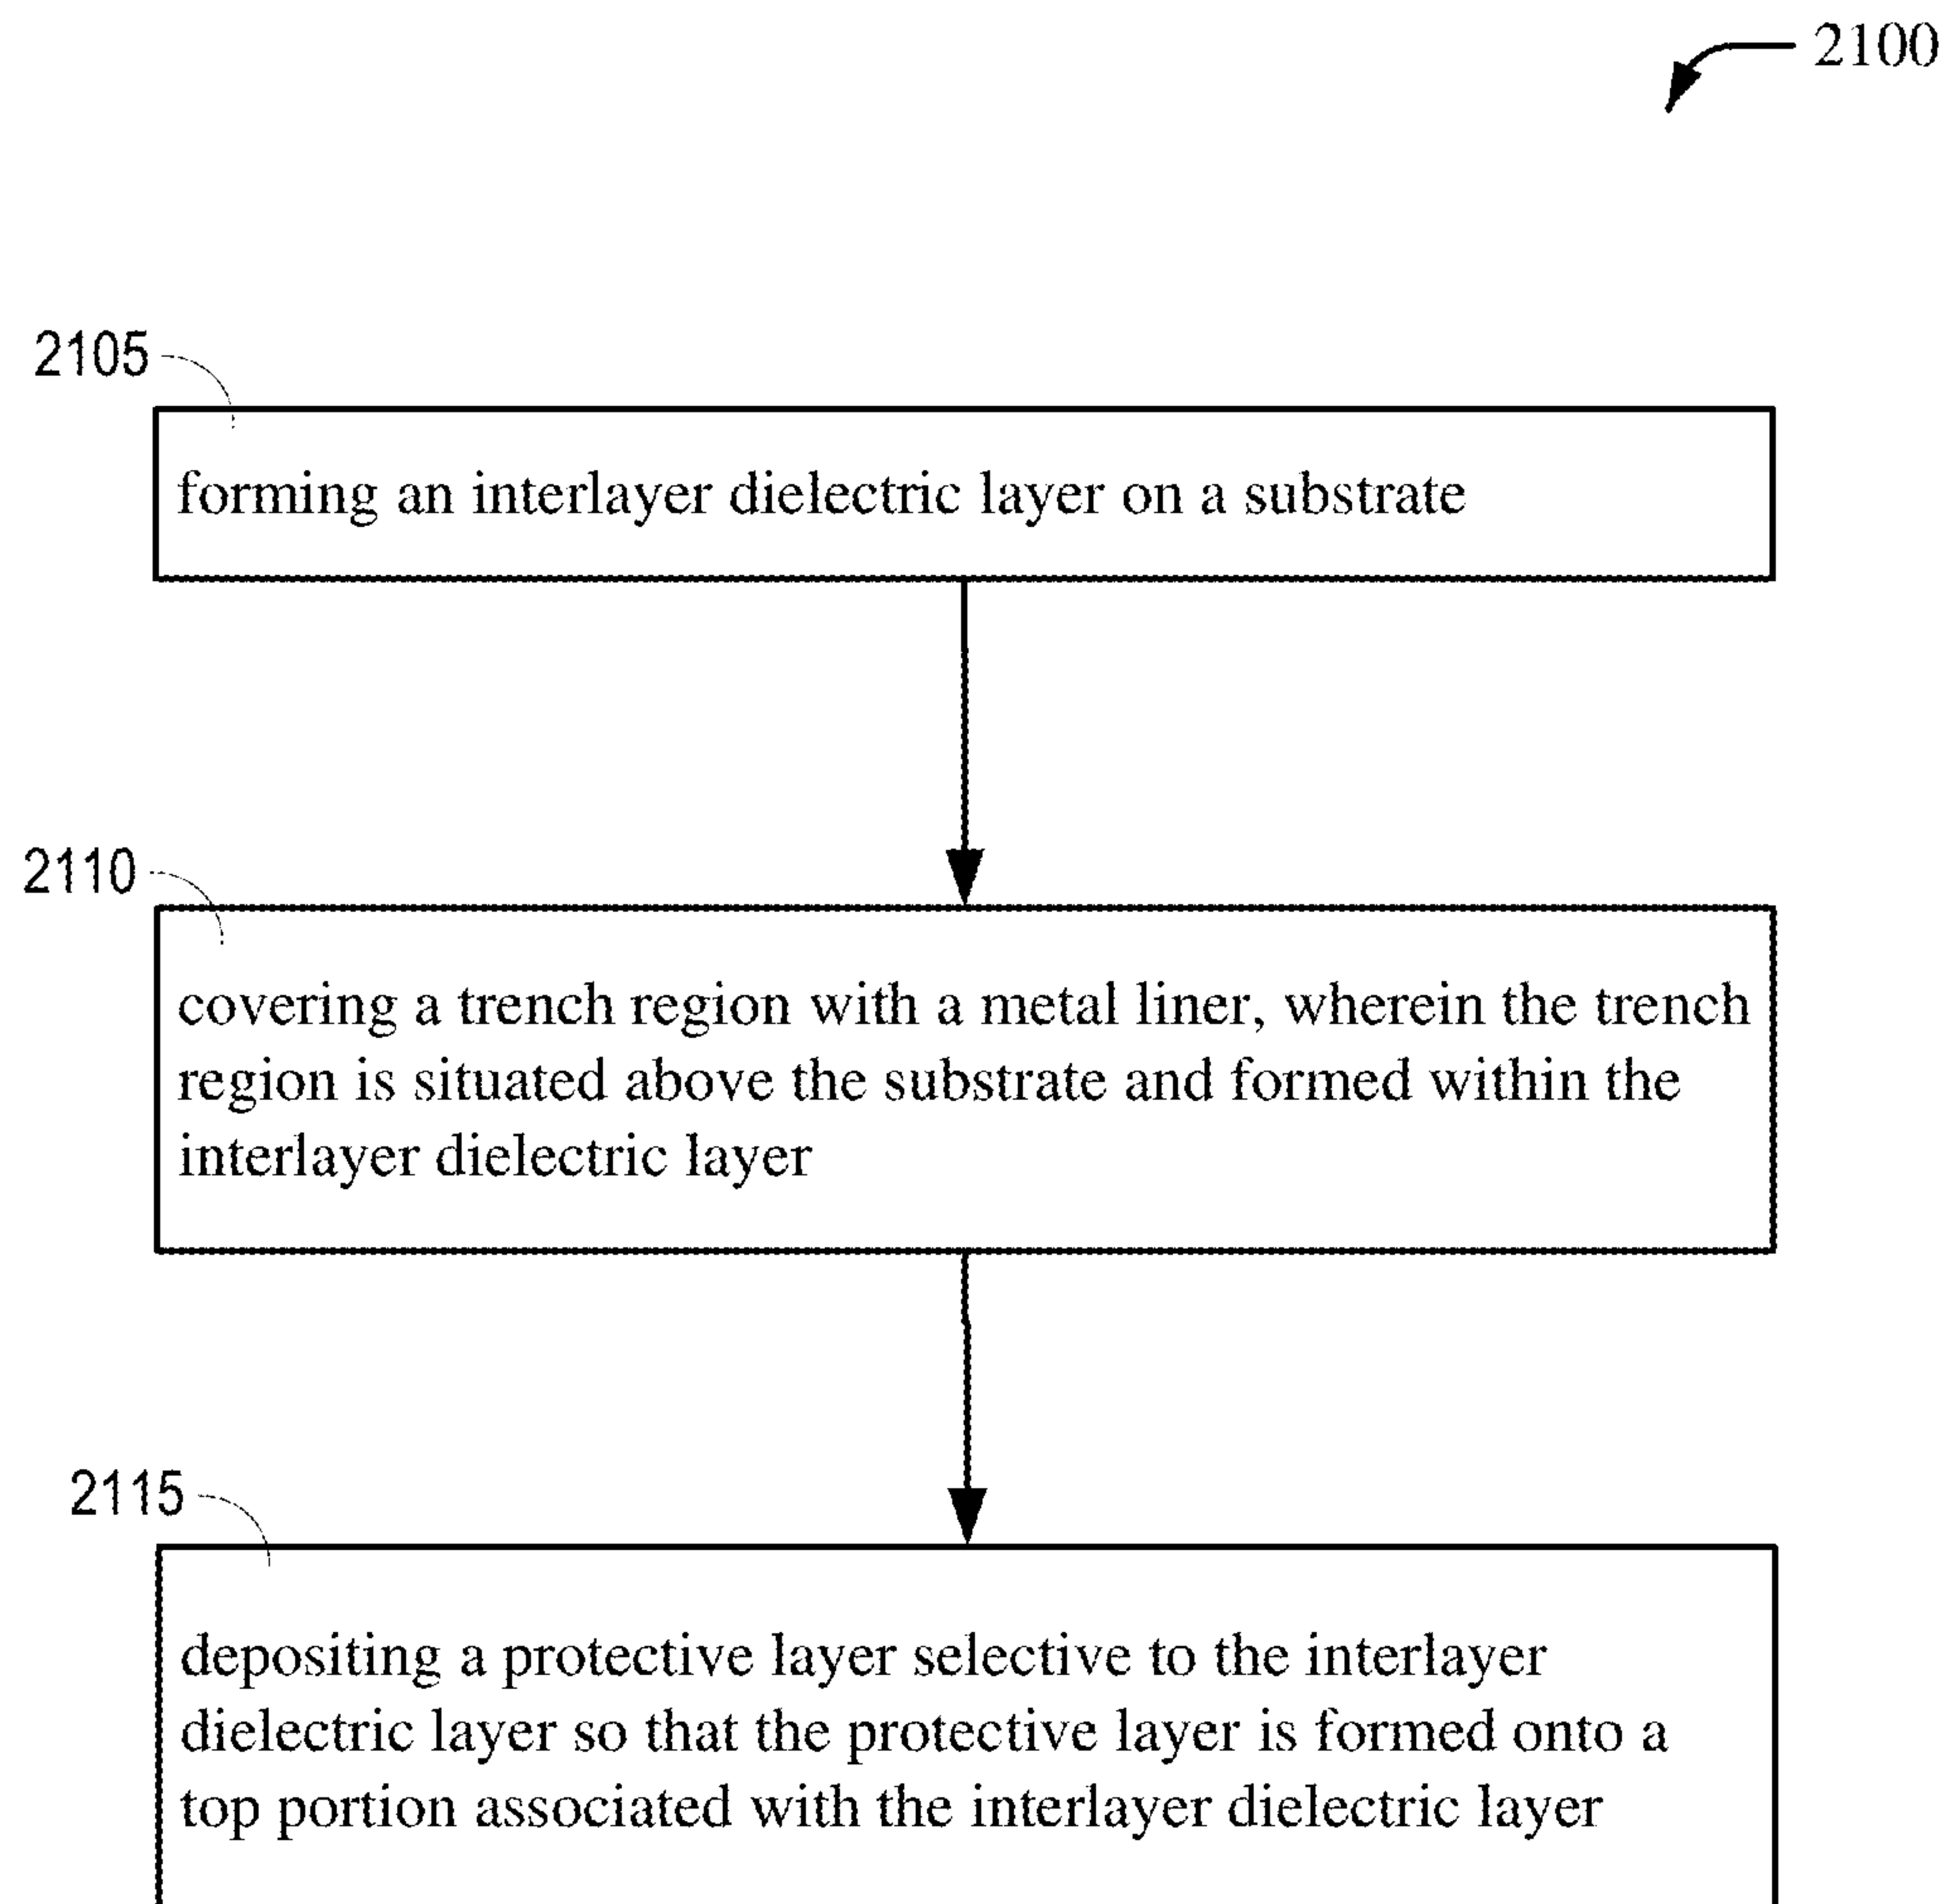 2100
2105
forming an interlayer dielectric layer on a substrate
2110
covering a trench region with a metal liner, wherein the trench
region is situated above the substrate and formed within the
interlayer dielectric layer
2115
depositing a protective layer selective to the interlayer
dielectric layer so that the protective layer is formed onto a
top portion associated with the interlayer dielectric layer